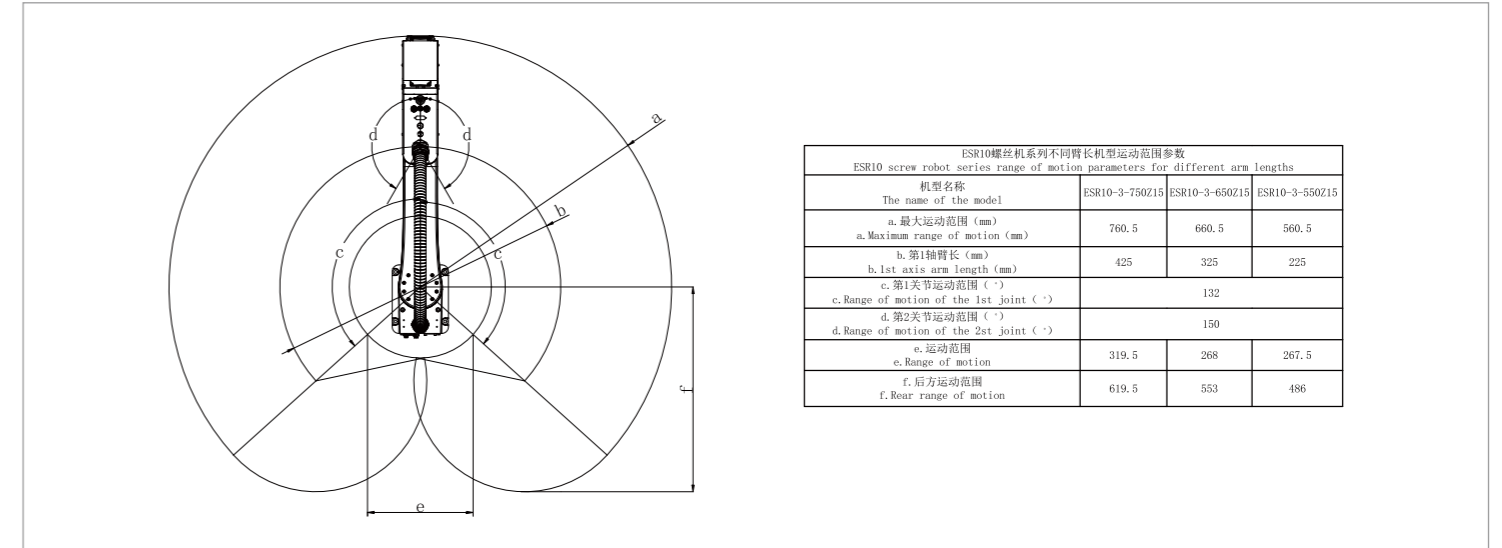 d
d
a
b
c
c
f
e
ESR10螺丝机系列不同臂长机型运动范围参数
ESR10 screw robot series range of motion parameters for different arm lengths
机型名称
The name of the model
ESR10-3-750Z15 ESR10-3-650Z15 ESR10-3-550Z15
a.最大运动范围（mm）
a.Maximum range of motion（mm）
760.5 660.5 560.5
b.第1轴臂长（mm）
b.1st axis arm length（mm）
425 325 225
c.第1关节运动范围（°）
c.Range of motion of the 1st joint（°）
132
d.第2关节运动范围（°）
d.Range of motion of the 2st joint（°）
150
e.运动范围
e.Range of motion
319.5 268 267.5
f.后方运动范围
f.Rear range of motion
619.5 553 486